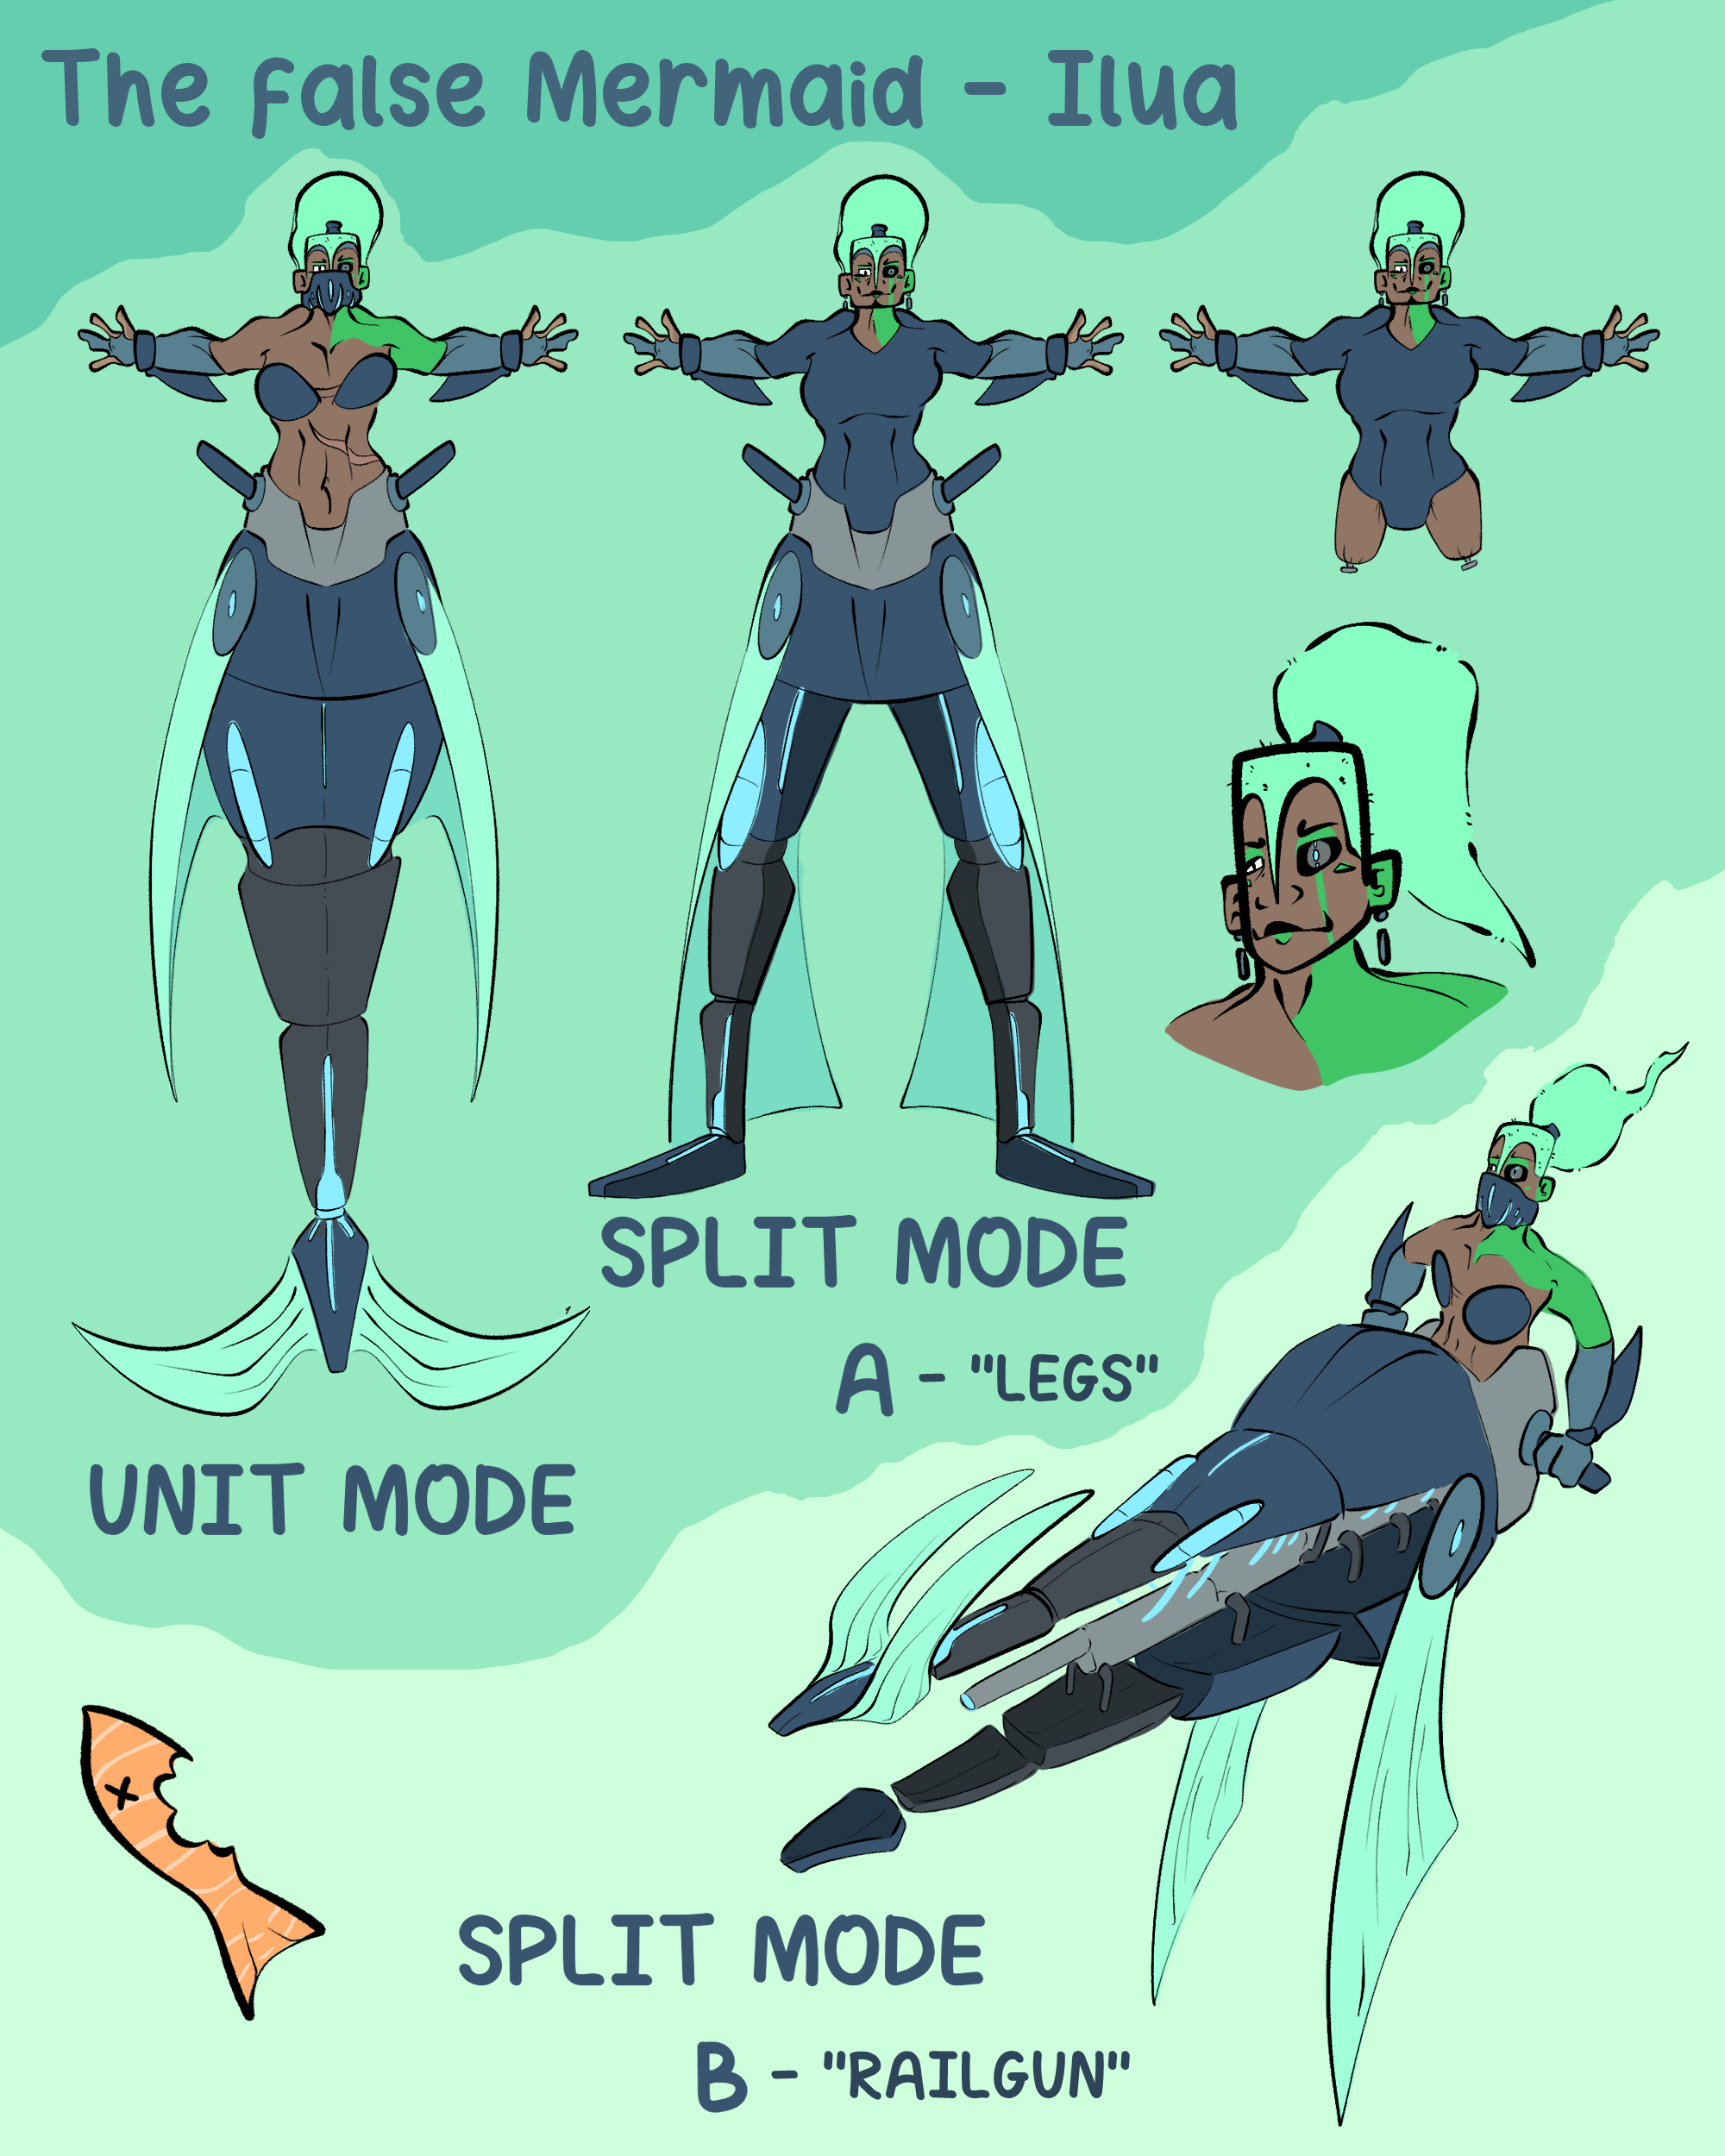 The false Mermaid - Ilua
SPLIT MODE
A - "LEGS"
UNIT MODE
SPLIT MODE
B - "RAILGUN"